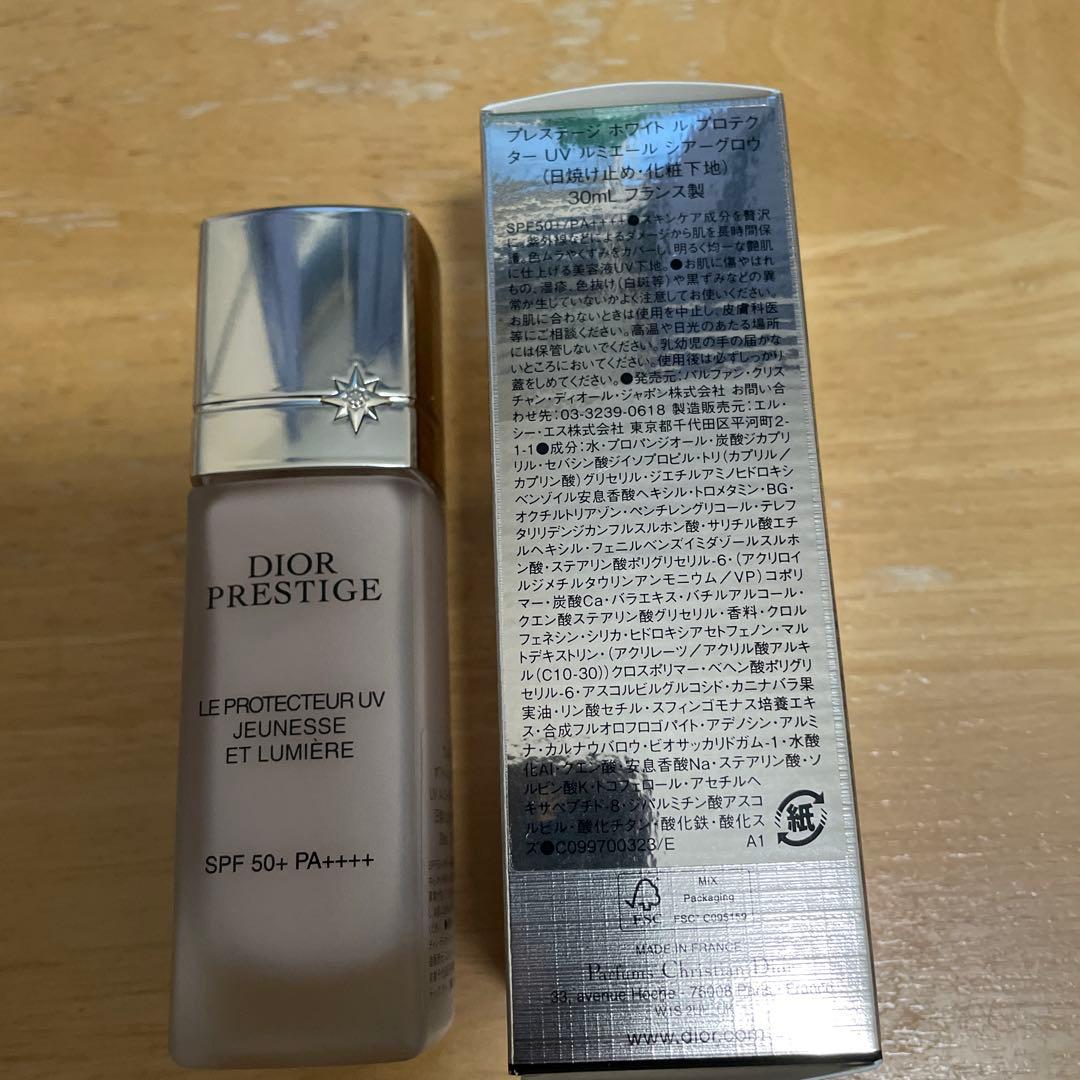 DIOR
PRESTIGE
LE PROTECTEUR UV
JEUNESSE
ET LUMIÈRE
SPF 50+ PA++++
プレステージ ホワイト ル プロテク
ター UV ルミエール シアーグロウ
(日焼け止め・化粧下地)
30mL フランス製
SPF50+/PA++++●スキンケア成分を贅沢
に。紫外線などによるダメージから肌を長時間保
護。色ムラやくすみをカバーし、明るく均一な艶肌
に仕上げる美容液UV下地。●お肌に傷やはれ
もの、湿疹、色抜け(白斑等)や黒ずみなどの異
常が生じていないかよく注意してお使いください。
お肌に合わないときは使用を中止し、皮膚科医
等にご相談ください。高温や日光のあたる場所
には保管しないでください。乳幼児の手の届かな
いところにおいてください。使用後は必ずしっかり
蓋をしめてください。●発売元:パルファン・クリス
チャン・ディオール・ジャポン株式会社 お問い合
わせ先:03-3239-0618 製造販売元:エル・
シー・エス株式会社 東京都千代田区平河町2-
1-1●成分:水・プロパンジオール・炭酸ジカプリ
リル・セバシン酸ジイソプロピル・トリ(カプリル/
カプリン酸)グリセリル・ジエチルアミノヒドロキシ
ベンゾイル安息香酸ヘキシル・トロメタミン・BG・
オクチルトリアゾン・ペンチレングリコール・テレフ
タリリデンジカンフルスルホン酸・サリチル酸エチ
ルヘキシル・フェニルベンズイミダゾールスルホ
ン酸・ステアリン酸ポリグリセリル-6・(アクリロイ
ルジメチルタウリンアンモニウム/VP)コポリ
マー・炭酸Ca・バラエキス・バチルアルコール・
クエン酸ステアリン酸グリセリル・香料・クロル
フェネシン・シリカ・ヒドロキシアセトフェノン・マル
トデキストリン・(アクリレーツ/アクリル酸アルキ
ル(C10-30))クロスポリマー・ベヘン酸ポリグリ
セリル-6・アスコルビルグルコシド・カニナバラ果
実油・リン酸セチル・スフィンゴモナス培養エキ
ス・合成フルオロフロゴパイト・アデノシン・アルミ
ナ・カルナウバロウ・ビオサッカリドガム-1・水酸
化Al・クエン酸・安息香酸Na・ステアリン酸・ソ
ルビン酸K・トコフェロール・アセチルヘ
キサペプチド-8・ジパルミチン酸アスコ
ルビル・酸化チタン・酸化鉄・酸化ス
ズ●C099700323/E A1
紙
FSC
MIX
Packaging
FSC® C095159
MADE IN FRANCE
Parfums Christian Dior
33, avenue Hoche - 75008 Paris - France
W1S
www.dior.com